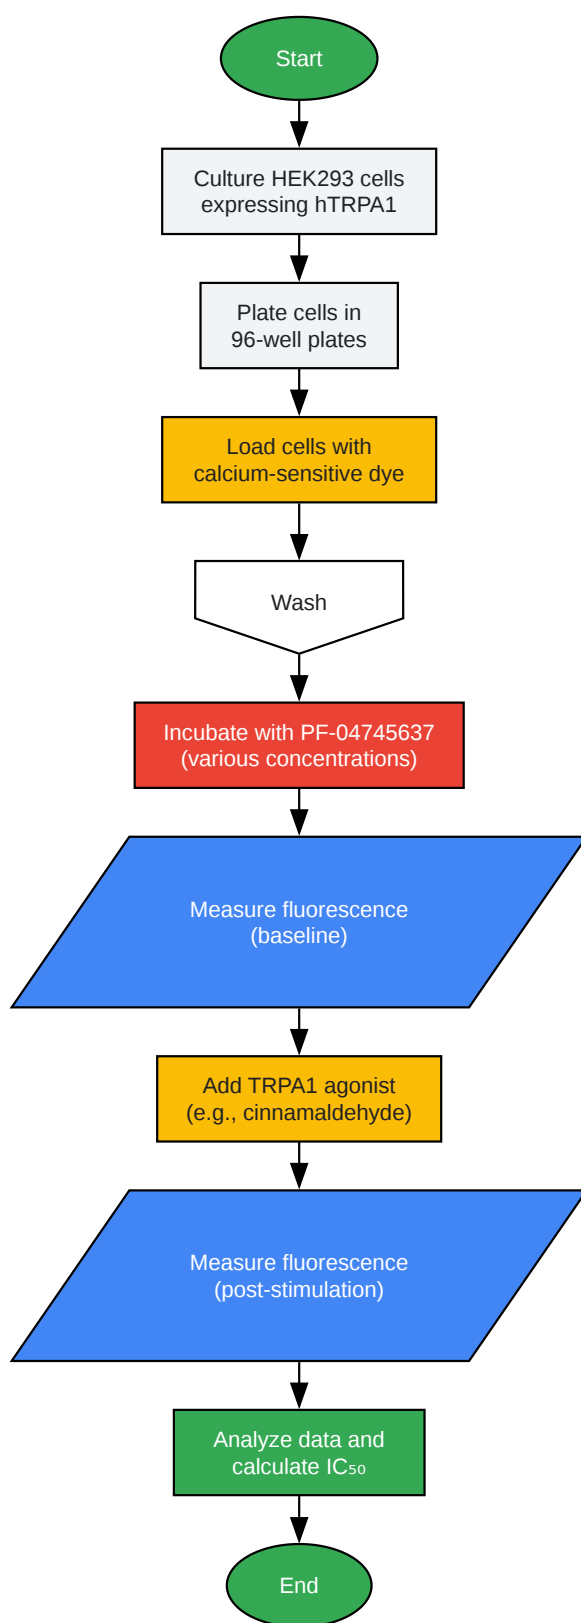 Start
Culture HEK293 cells
expressing hTRPA1
Plate cells in
96-well plates
Load cells with
calcium-sensitive dye
Wash
Incubate with PF-04745637
(various concentrations)
Measure fluorescence
(baseline)
Add TRPA1 agonist
(e.g., cinnamaldehyde)
Measure fluorescence
(post-stimulation)
Analyze data and
calculate IC₅₀
End